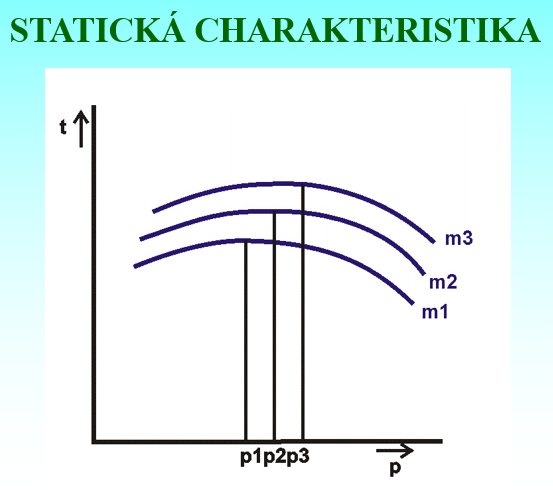 STATICKÁ CHARAKTERISTIKA
t
m3
m2
m1
p1p2p3
p